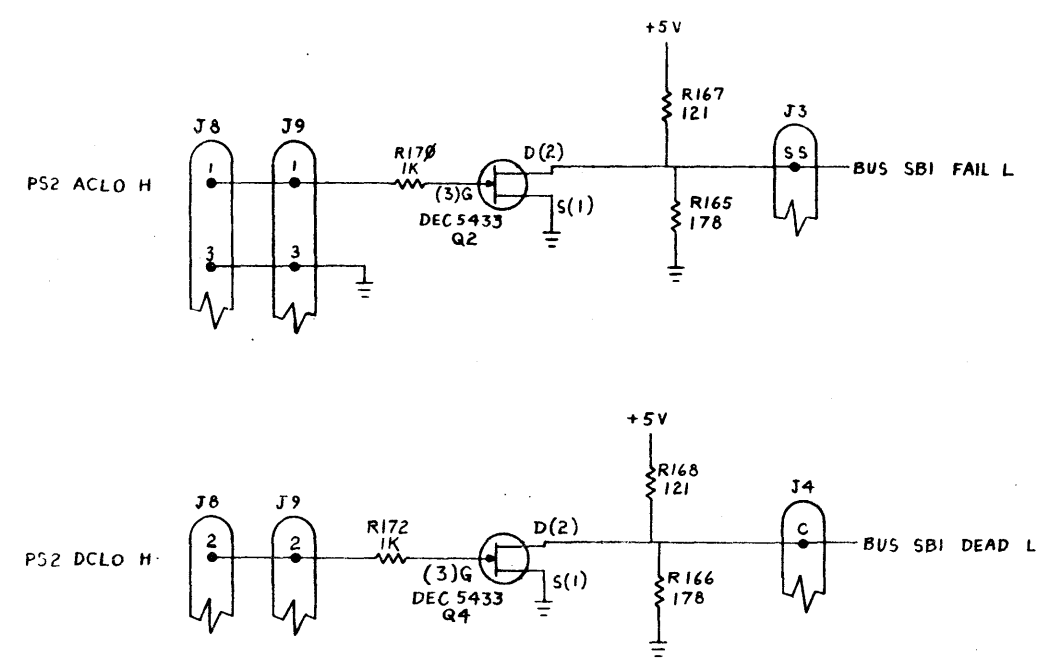 +5V
R167
121
J8
J9
J3
R17Ø
1K
D(2)
1
1
SS
PS2 ACLO H
BUS SBI FAIL L
(3)G
S(1)
DEC 5433
Q2
R165
178
3
3
+5V
R168
121
J8
J9
J4
R172
1K
D(2)
2
2
C
PS2 DCLO H
BUS SBI DEAD L
(3)G
S(1)
DEC 5433
Q4
R166
178